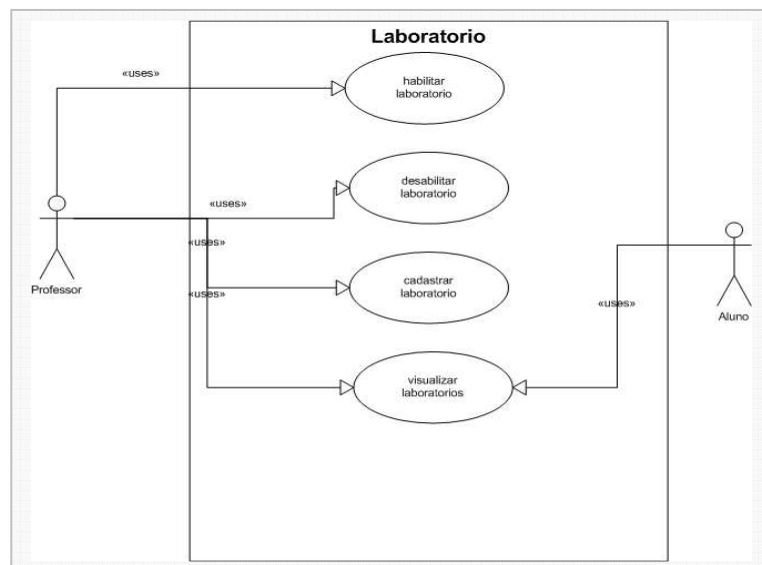 Laboratorio
«uses»
habilitar
laboratorio
desabilitar
laboratorio
«uses»
«uses»
Professor
cadastrar
laboratorio
«uses»
«uses»
Aluno
visualizar
laboratorios